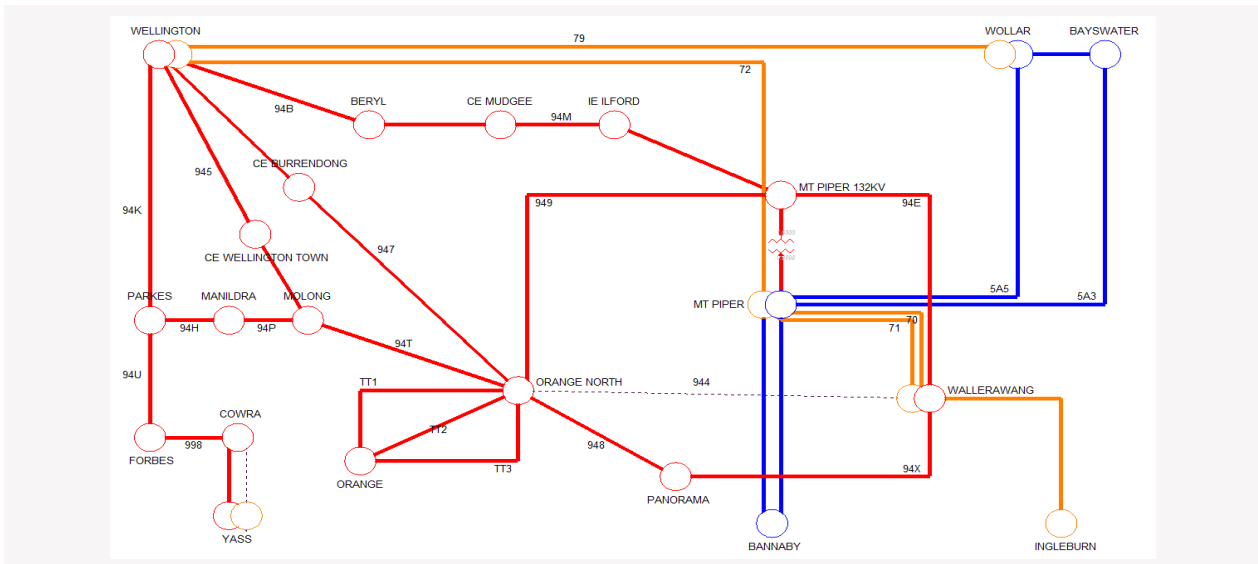 WELLINGTON
79
WOLLAR
BAYSWATER
72
94B
BERYL
CE MUDGEE
94M
IE ILFORD
945
CE BURRENDONG
MT PIPER 132KV
949
94E
94K
947
CE WELLINGTON TOWN
PARKES
MANILDRA
MOLONG
MT PIPER
5A5
5A3
94H
94P
71
70
94T
94U
TT1
ORANGE NORTH
944
WALLERAWANG
COWRA
TT2
998
948
FORBES
TT3
94X
ORANGE
PANORAMA
YASS
BANNABY
INGLEBURN